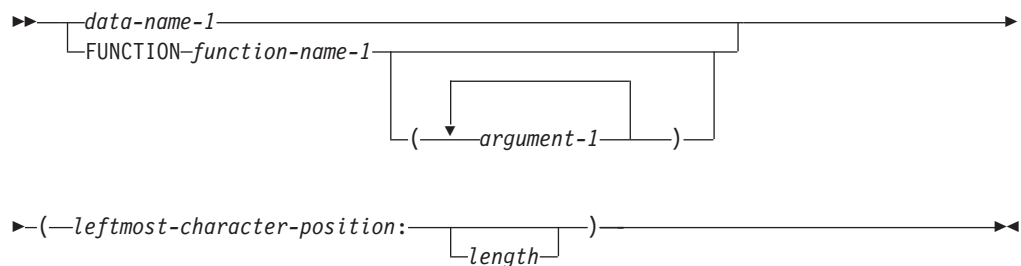 data-name-1
FUNCTION function-name-1
( argument-1 )
( leftmost-character-position: )
length